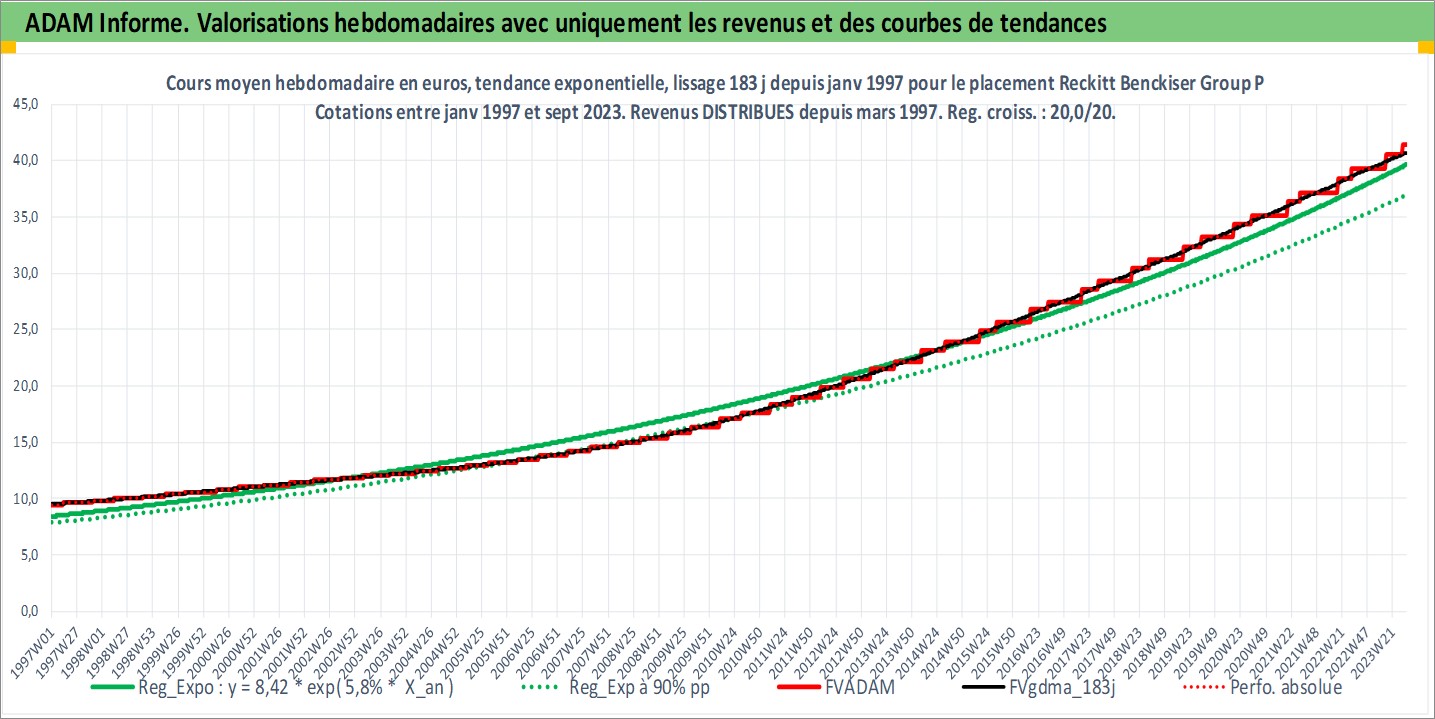 ADAM Informe. Valorisations hebdomadaires avec uniquement les revenus et des courbes de tendances
Cours moyen hebdomadaire en euros, tendance exponentielle, lissage 183 j depuis janv 1997 pour le placement Reckitt Benckiser Group P
Cotations entre janv 1997 et sept 2023. Revenus DISTRIBUES depuis mars 1997. Reg. croiss. : 20,0/20.
45,0
40,0
35,0
30,0
25,0
20,0
15,0
10,0
5,0
0,0
1997W01 1997W27 1998W01 1998W27 1998W53 1999W26 1999W52 2000W26 2000W52 2001W26 2001W52 2002W26 2002W52 2003W26 2003W52 2004W26 2004W52 2005W25 2005W51 2006W25 2006W51 2007W25 2007W51 2008W25 2008W51 2009W25 2009W51 2010W24 2010W50 2011W24 2011W50 2012W24 2012W50 2013W24 2013W50 2014W24 2014W50 2015W24 2015W50 2016W23 2016W49 2017W23 2017W49 2018W23 2018W49 2019W23 2019W49 2020W23 2020W49 2021W22 2021W48 2022W21 2022W47 2023W21
Reg_Expo : y = 8,42 * exp( 5,8% * X_an ) Reg_Exp à 90% pp FVADAM FVgdma_183j Perfo. absolue